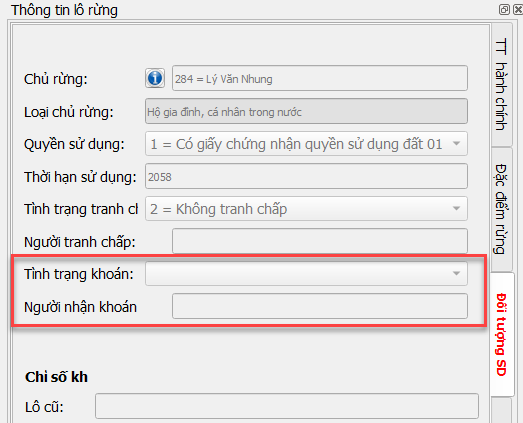 Thông tin lô rừng
Chủ rừng: 284 = Lý Văn Nhung
Loại chủ rừng: Hộ gia đình, cá nhân trong nước
Quyền sử dụng: 1 = Có giấy chứng nhận quyền sử dụng đất 01
Thời hạn sử dụng: 2058
Tình trạng tranh ch 2 = Không tranh chấp
Người tranh chấp:
Tình trạng khoán:
Người nhận khoán
Chỉ số kh
Lô cũ:
TT hành chính
Đặc điểm rừng
Đối tượng SD